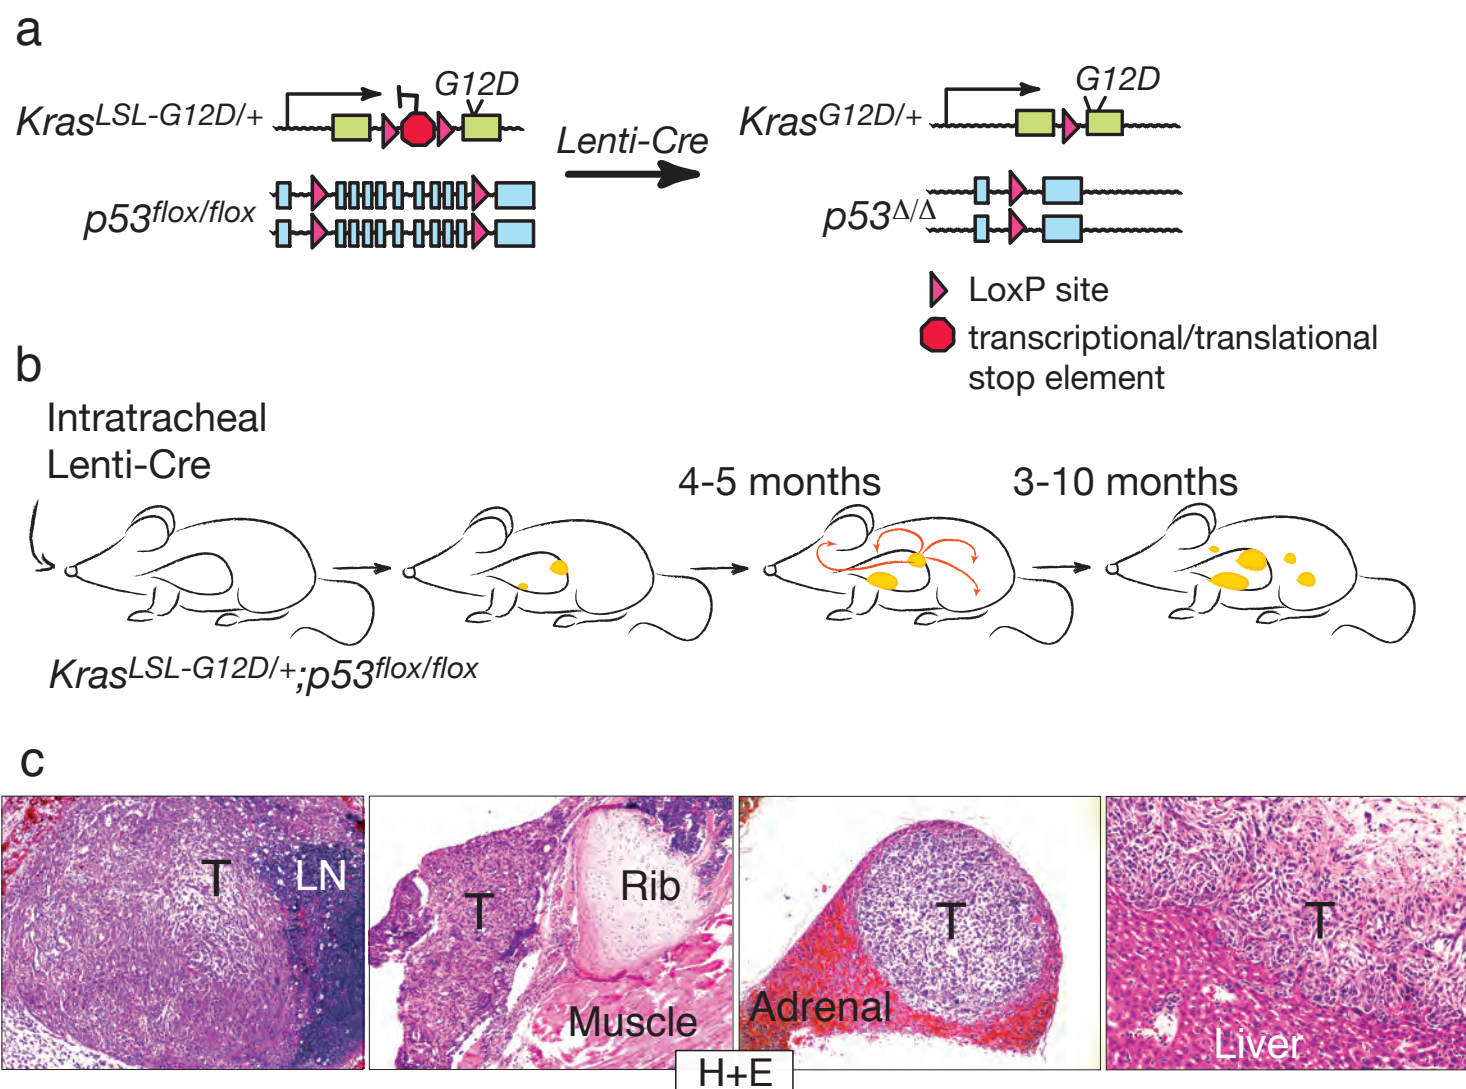 a
G12D
Kras^LSL-G12D/+
Lenti-Cre
G12D
Kras^G12D/+
p53^flox/flox
p53^Δ/Δ
LoxP site
transcriptional/translational
stop element
b
Intratracheal
Lenti-Cre
4-5 months
3-10 months
Kras^LSL-G12D/+;p53^flox/flox
c
T
LN
T
Rib
Muscle
T
Adrenal
T
Liver
H+E